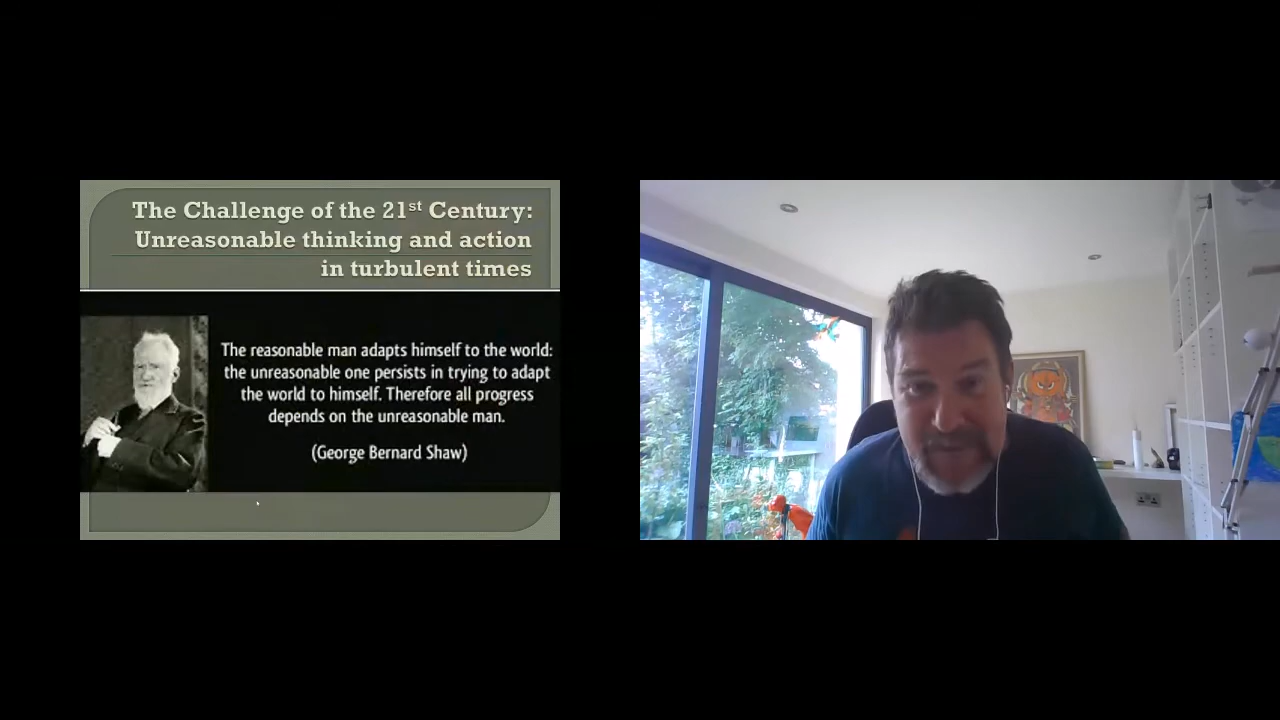 The Challenge of the 21st Century:
Unreasonable thinking and action
in turbulent times
The reasonable man adapts himself to the world:
the unreasonable one persists in trying to adapt
the world to himself. Therefore all progress
depends on the unreasonable man.
(George Bernard Shaw)